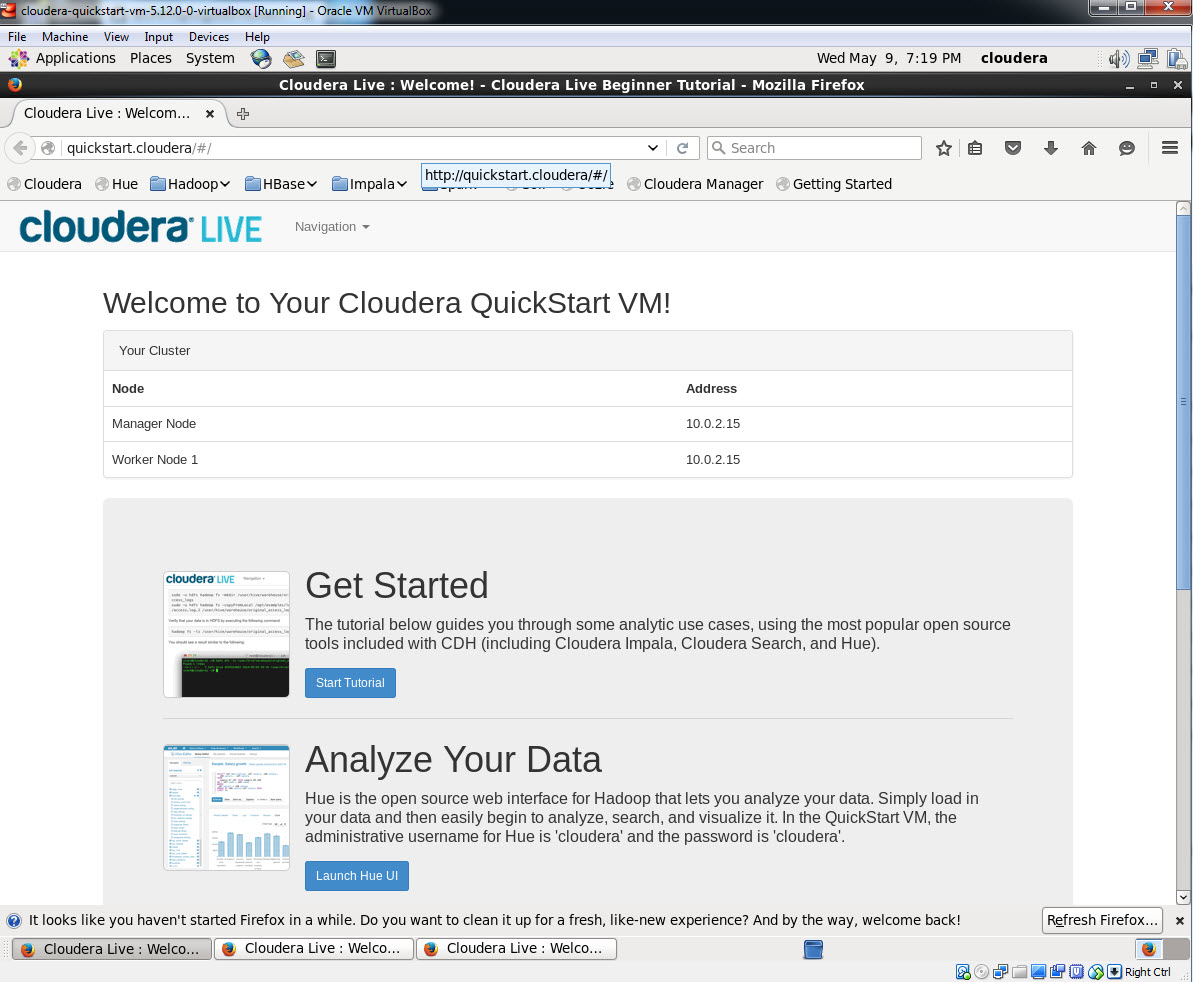 cloudera-quickstart-vm-5.12.0-0-virtualbox [Running] - Oracle VM VirtualBox
File Machine View Input Devices Help
Applications Places System Wed May 9, 7:19 PM cloudera
Cloudera Live : Welcome! - Cloudera Live Beginner Tutorial - Mozilla Firefox
Cloudera Live : Welcom...
quickstart.cloudera/#/ Search
http://quickstart.cloudera/#/
Cloudera Hue Hadoop HBase Impala Cloudera Manager Getting Started
cloudera LIVE Navigation
Welcome to Your Cloudera QuickStart VM!
Your Cluster
Node Address
Manager Node 10.0.2.15
Worker Node 1 10.0.2.15
cloudera LIVE Navigation
Get Started
The tutorial below guides you through some analytic use cases, using the most popular open source
tools included with CDH (including Cloudera Impala, Cloudera Search, and Hue).
Start Tutorial
Analyze Your Data
Hue is the open source web interface for Hadoop that lets you analyze your data. Simply load in
your data and then easily begin to analyze, search, and visualize it. In the QuickStart VM, the
administrative username for Hue is 'cloudera' and the password is 'cloudera'.
Launch Hue UI
It looks like you haven't started Firefox in a while. Do you want to clean it up for a fresh, like-new experience? And by the way, welcome back! Refresh Firefox...
Cloudera Live : Welco... Cloudera Live : Welco... Cloudera Live : Welco...
Right Ctrl